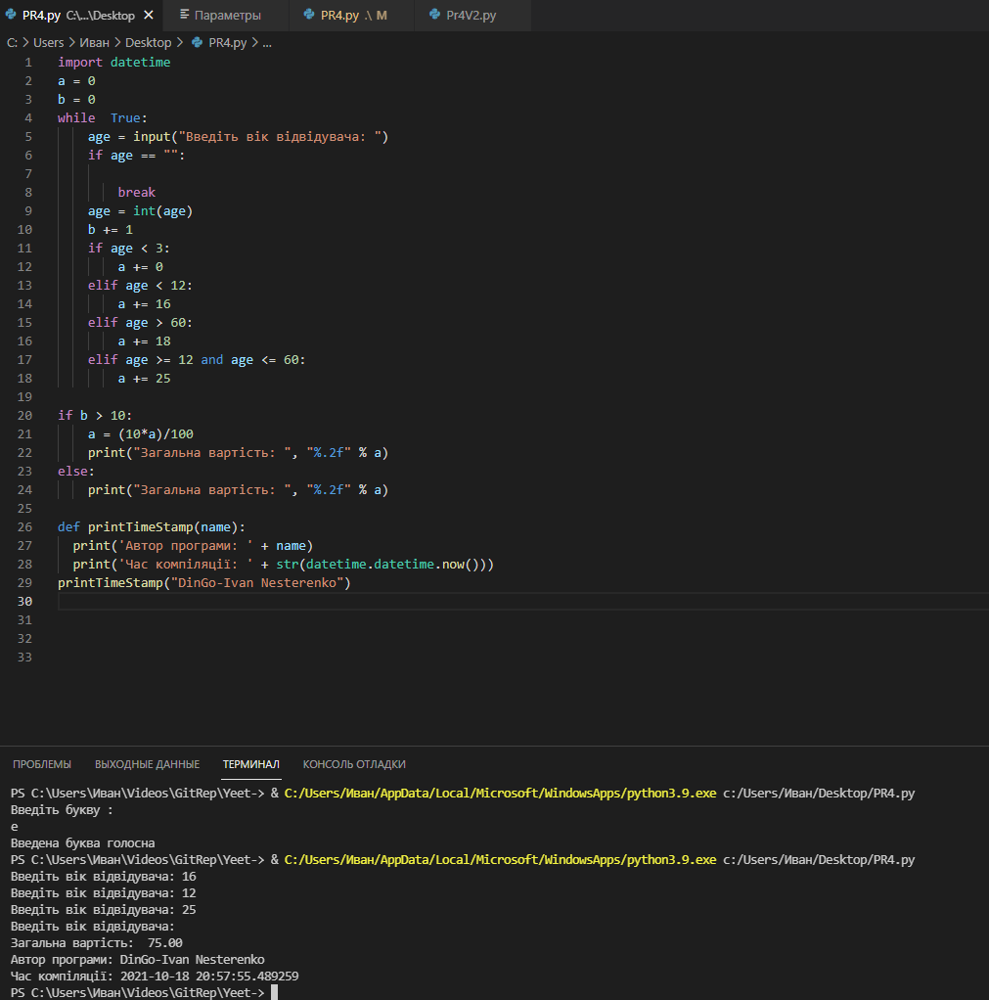 PR4.py C:\...\Desktop ✕ Параметры PR4.py .\ M Pr4V2.py
C: > Users > Иван > Desktop > PR4.py > ...
1 import datetime
2 a = 0
3 b = 0
4 while  True:
5     age = input("Введіть вік відвідувача: ")
6     if age == "":
7
8         break
9     age = int(age)
10     b += 1
11     if age < 3:
12         a += 0
13     elif age < 12:
14         a += 16
15     elif age > 60:
16         a += 18
17     elif age >= 12 and age <= 60:
18         a += 25
19
20 if b > 10:
21     a = (10*a)/100
22     print("Загальна вартість: ", "%.2f" % a)
23 else:
24     print("Загальна вартість: ", "%.2f" % a)
25
26 def printTimeStamp(name):
27   print('Автор програми: ' + name)
28   print('Час компіляції: ' + str(datetime.datetime.now()))
29 printTimeStamp("DinGo-Ivan Nesterenko")
30
31
32
33
ПРОБЛЕМЫ ВЫХОДНЫЕ ДАННЫЕ ТЕРМИНАЛ КОНСОЛЬ ОТЛАДКИ
PS C:\Users\Иван\Videos\GitRep\Yeet-> & C:/Users/Иван/AppData/Local/Microsoft/WindowsApps/python3.9.exe c:/Users/Иван/Desktop/PR4.py
Введіть букву :
е
Введена буква голосна
PS C:\Users\Иван\Videos\GitRep\Yeet-> & C:/Users/Иван/AppData/Local/Microsoft/WindowsApps/python3.9.exe c:/Users/Иван/Desktop/PR4.py
Введіть вік відвідувача: 16
Введіть вік відвідувача: 12
Введіть вік відвідувача: 25
Введіть вік відвідувача:
Загальна вартість:  75.00
Автор програми: DinGo-Ivan Nesterenko
Час компіляції: 2021-10-18 20:57:55.489259
PS C:\Users\Иван\Videos\GitRep\Yeet->